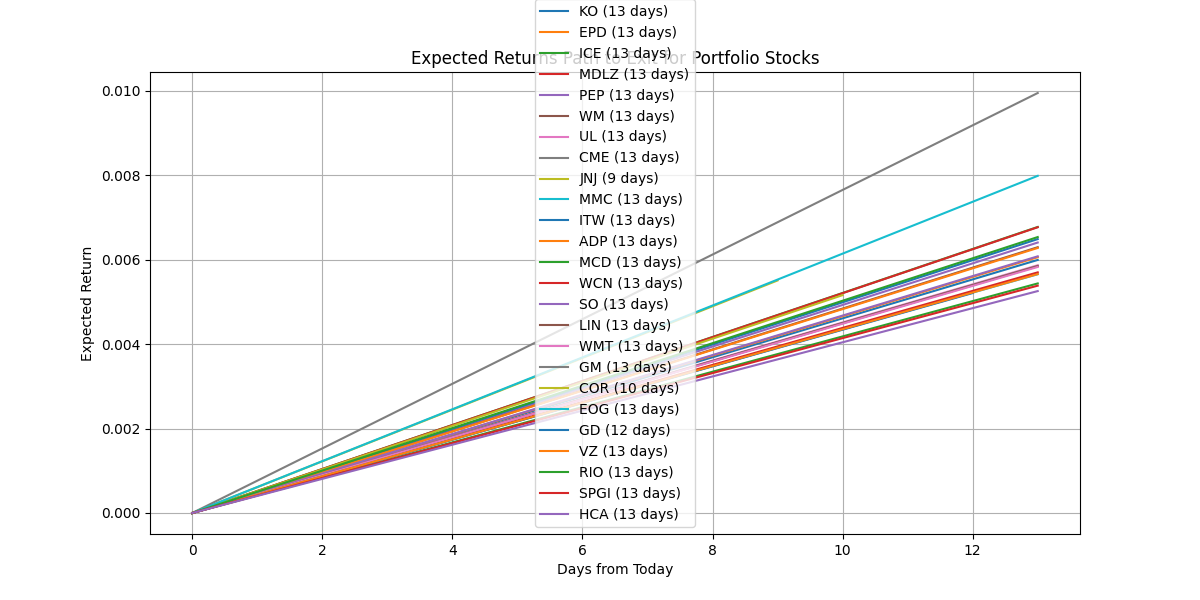 Expected Returns Path to Exit for Portfolio Stocks
KO (13 days)
EPD (13 days)
ICE (13 days)
MDLZ (13 days)
PEP (13 days)
WM (13 days)
UL (13 days)
CME (13 days)
JNJ (9 days)
MMC (13 days)
ITW (13 days)
ADP (13 days)
MCD (13 days)
WCN (13 days)
SO (13 days)
LIN (13 days)
WMT (13 days)
GM (13 days)
COR (10 days)
EOG (13 days)
GD (12 days)
VZ (13 days)
RIO (13 days)
SPGI (13 days)
HCA (13 days)
Expected Return
0.010
0.008
0.006
0.004
0.002
0.000
0 2 4 6 8 10 12
Days from Today